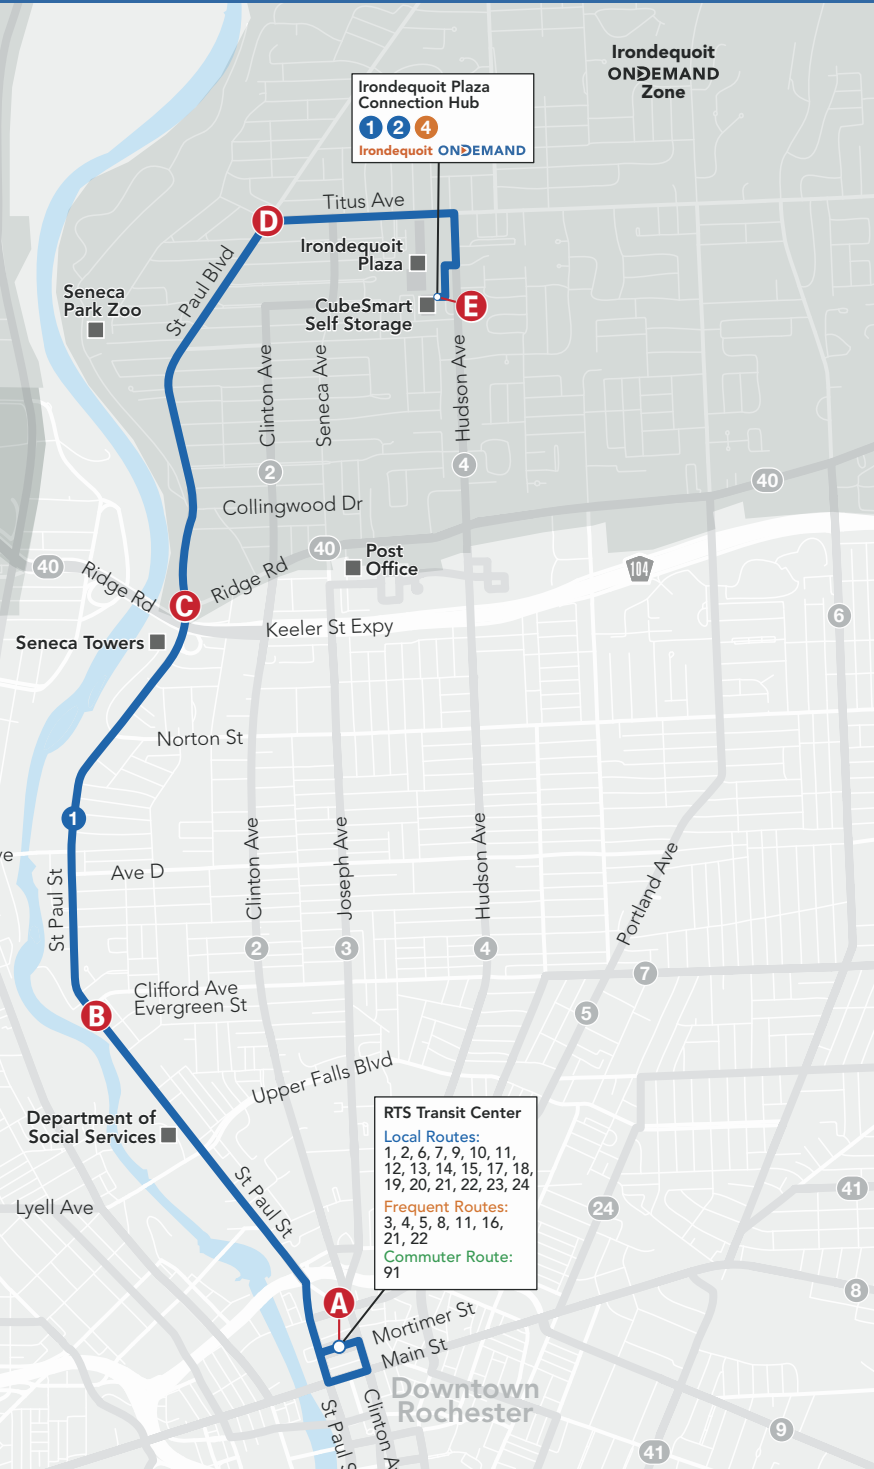 Irondequoit
ONDEMAND
Zone
Irondequoit Plaza
Connection Hub
1 2 4
Irondequoit ONDEMAND
Titus Ave
D
Irondequoit
Plaza
St Paul Blvd
Seneca
Park Zoo
CubeSmart
Self Storage
E
Clinton Ave
Seneca Ave
Hudson Ave
2
4
40
Collingwood Dr
40
Post
Office
40
Ridge Rd
Ridge Rd
104
C
6
Keeler St Expy
Seneca Towers
Norton St
1
ve
Ave D
St Paul St
Clinton Ave
Joseph Ave
Hudson Ave
Portland Ave
2
3
4
7
Clifford Ave
Evergreen St
B
5
Upper Falls Blvd
Department of
Social Services
St Paul St
Lyell Ave
RTS Transit Center
Local Routes:
1, 2, 6, 7, 9, 10, 11,
12, 13, 14, 15, 17, 18,
19, 20, 21, 22, 23, 24
Frequent Routes:
3, 4, 5, 8, 11, 16,
21, 22
Commuter Route:
91
41
24
8
A
Mortimer St
Main St
Downtown
Rochester
St Paul S
Clinton A
9
41